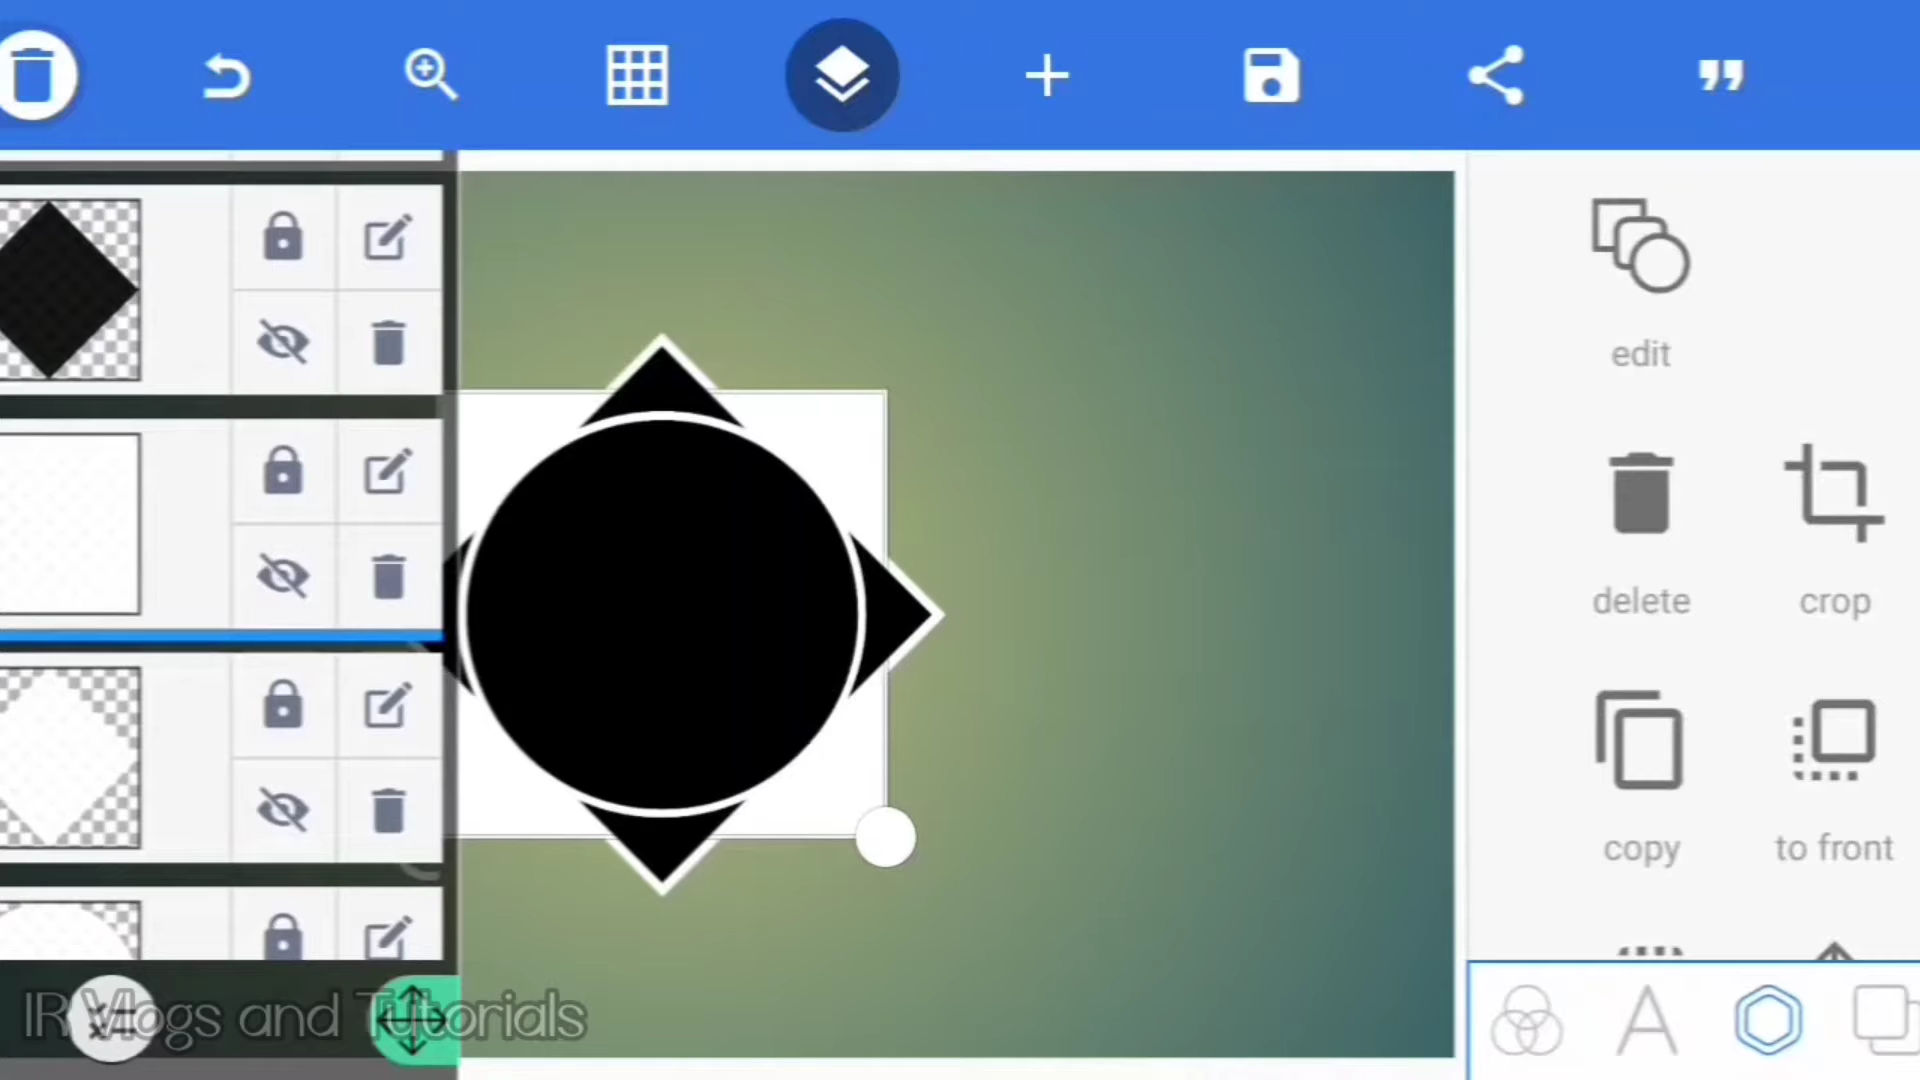 edit
delete
crop
copy
to front
IR Vlogs and Tutorials